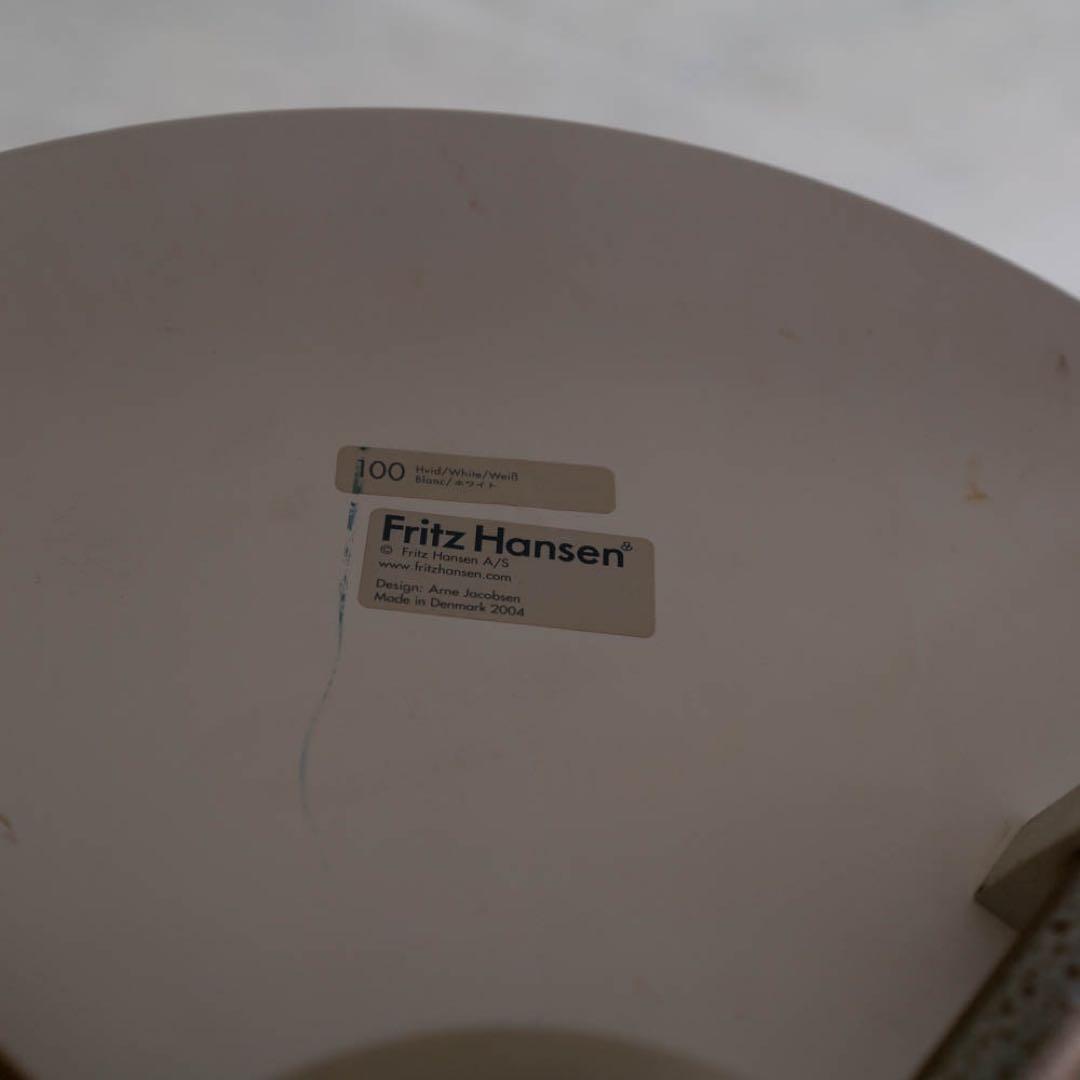 100 Hvid/White/Weiß
Blanc/ホワイト
Fritz Hansen
© Fritz Hansen A/S
www.fritzhansen.com
Design: Arne Jacobsen
Made in Denmark 2004